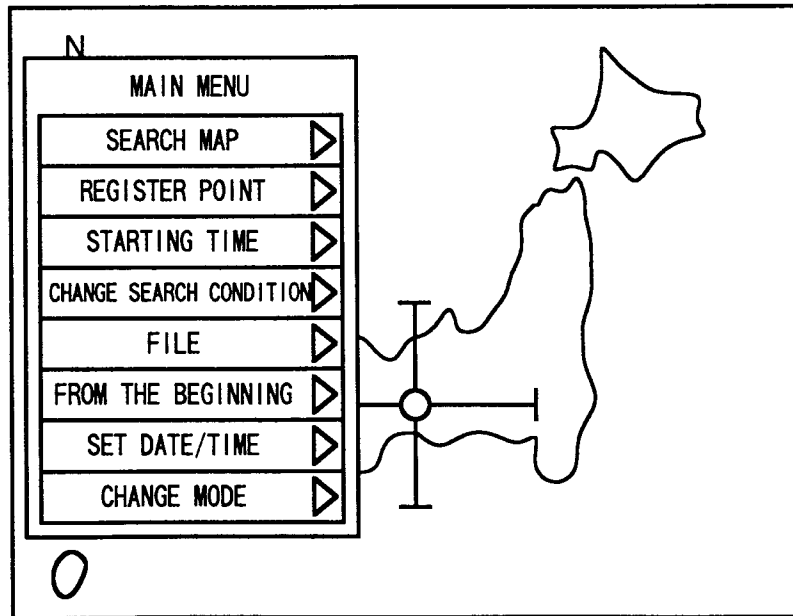 N
MAIN MENU
SEARCH MAP
REGISTER POINT
STARTING TIME
CHANGE SEARCH CONDITION
FILE
FROM THE BEGINNING
SET DATE/TIME
CHANGE MODE